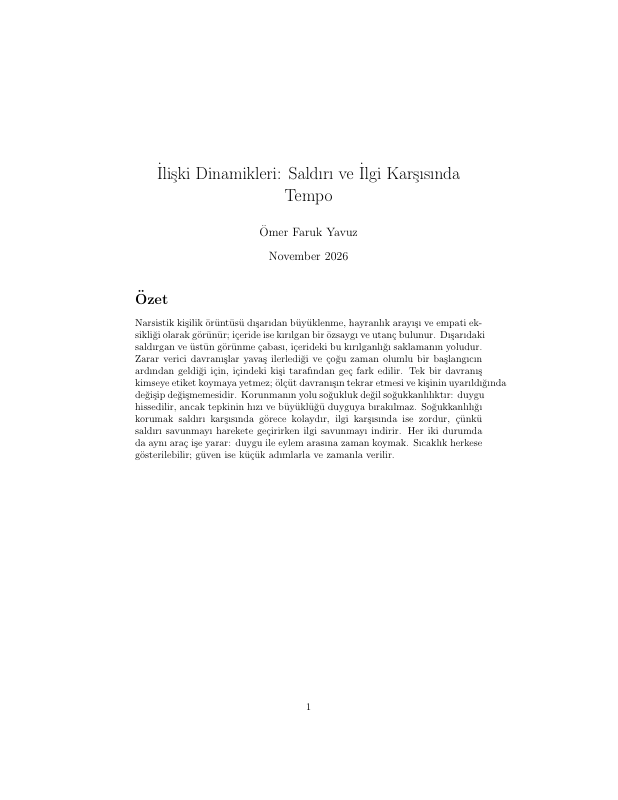 İlişki Dinamikleri: Saldırı ve İlgi Karşısında
Tempo
Ömer Faruk Yavuz
November 2026
Özet
Narsistik kişilik örüntüsü dışarıdan büyüklenme, hayranlık arayışı ve empati ek-
sikliği olarak görünür; içeride ise kırılgan bir özsaygı ve utanç bulunur. Dışarıdaki
saldırgan ve üstün görünme çabası, içerideki bu kırılganlığı saklamanın yoludur.
Zarar verici davranışlar yavaş ilerlediği ve çoğu zaman olumlu bir başlangıcın
ardından geldiği için, içindeki kişi tarafından geç fark edilir. Tek bir davranış
kimseye etiket koymaya yetmez; ölçüt davranışın tekrar etmesi ve kişinin uyarıldığında
değişip değişmemesidir. Korunmanın yolu soğukluk değil soğukkanlılıktır: duygu
hissedilir, ancak tepkinin hızı ve büyüklüğü duyguya bırakılmaz. Soğukkanlılığı
korumak saldırı karşısında görece kolaydır, ilgi karşısında ise zordur, çünkü
saldırı savunmayı harekete geçirirken ilgi savunmayı indirir. Her iki durumda
da aynı araç işe yarar: duygu ile eylem arasına zaman koymak. Sıcaklık herkese
gösterilebilir; güven ise küçük adımlarla ve zamanla verilir.
1